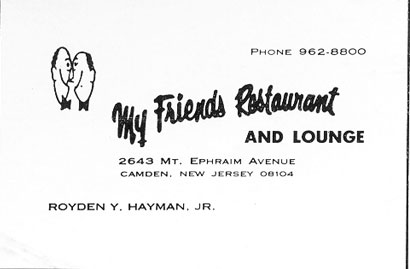 PHONE 962-8800
My Friends Restaurant
AND LOUNGE
2643 MT. EPHRAIM AVENUE
CAMDEN, NEW JERSEY 08104
ROYDEN Y. HAYMAN, JR.